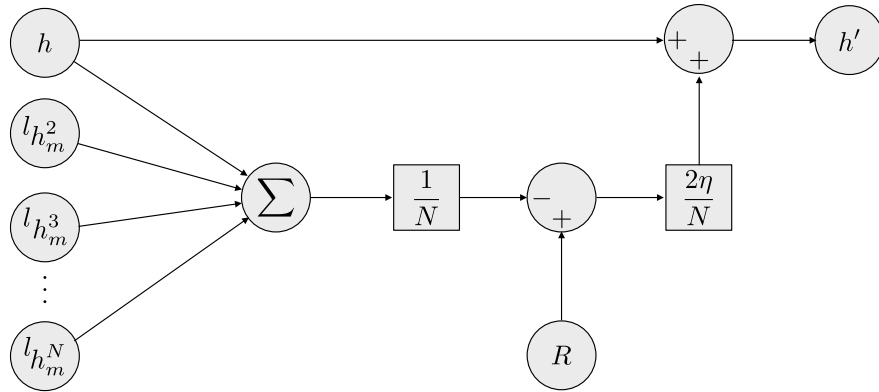 h
+
+
h′
l_{h_m^2}
l_{h_m^3}
⋮
l_{h_m^N}
∑
1/N
−
+
2η/N
R